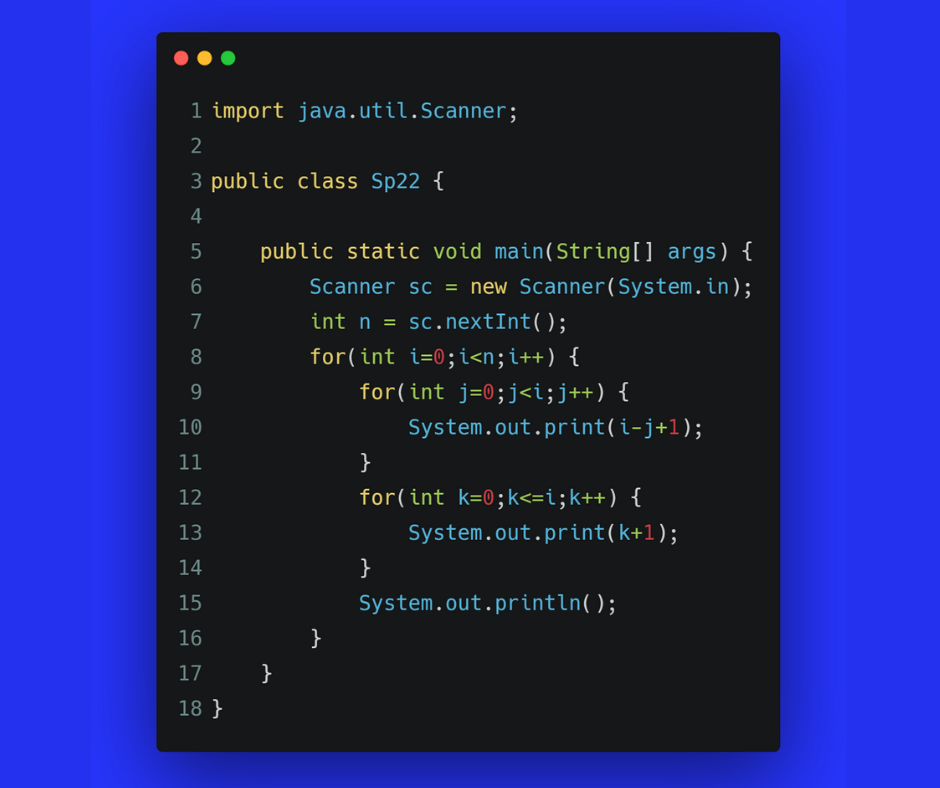 1 import java.util.Scanner;
2
3 public class Sp22 {
4
5     public static void main(String[] args) {
6         Scanner sc = new Scanner(System.in);
7         int n = sc.nextInt();
8         for(int i=0;i<n;i++) {
9             for(int j=0;j<i;j++) {
10                 System.out.print(i-j+1);
11             }
12             for(int k=0;k<=i;k++) {
13                 System.out.print(k+1);
14             }
15             System.out.println();
16         }
17     }
18 }